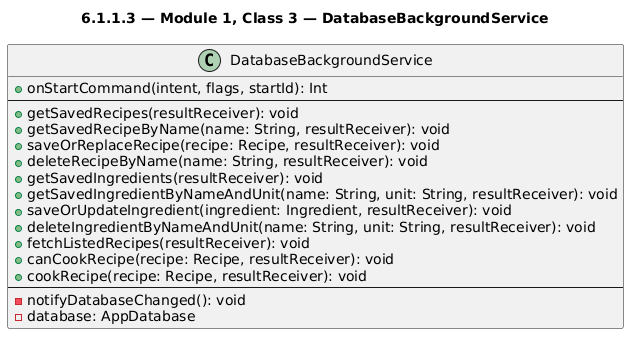 6.1.1.3 — Module 1, Class 3 — DatabaseBackgroundService
C DatabaseBackgroundService
onStartCommand(intent, flags, startId): Int
getSavedRecipes(resultReceiver): void
getSavedRecipeByName(name: String, resultReceiver): void
saveOrReplaceRecipe(recipe: Recipe, resultReceiver): void
deleteRecipeByName(name: String, resultReceiver): void
getSavedIngredients(resultReceiver): void
getSavedIngredientByNameAndUnit(name: String, unit: String, resultReceiver): void
saveOrUpdateIngredient(ingredient: Ingredient, resultReceiver): void
deleteIngredientByNameAndUnit(name: String, unit: String, resultReceiver): void
fetchListedRecipes(resultReceiver): void
canCookRecipe(recipe: Recipe, resultReceiver): void
cookRecipe(recipe: Recipe, resultReceiver): void
notifyDatabaseChanged(): void
database: AppDatabase